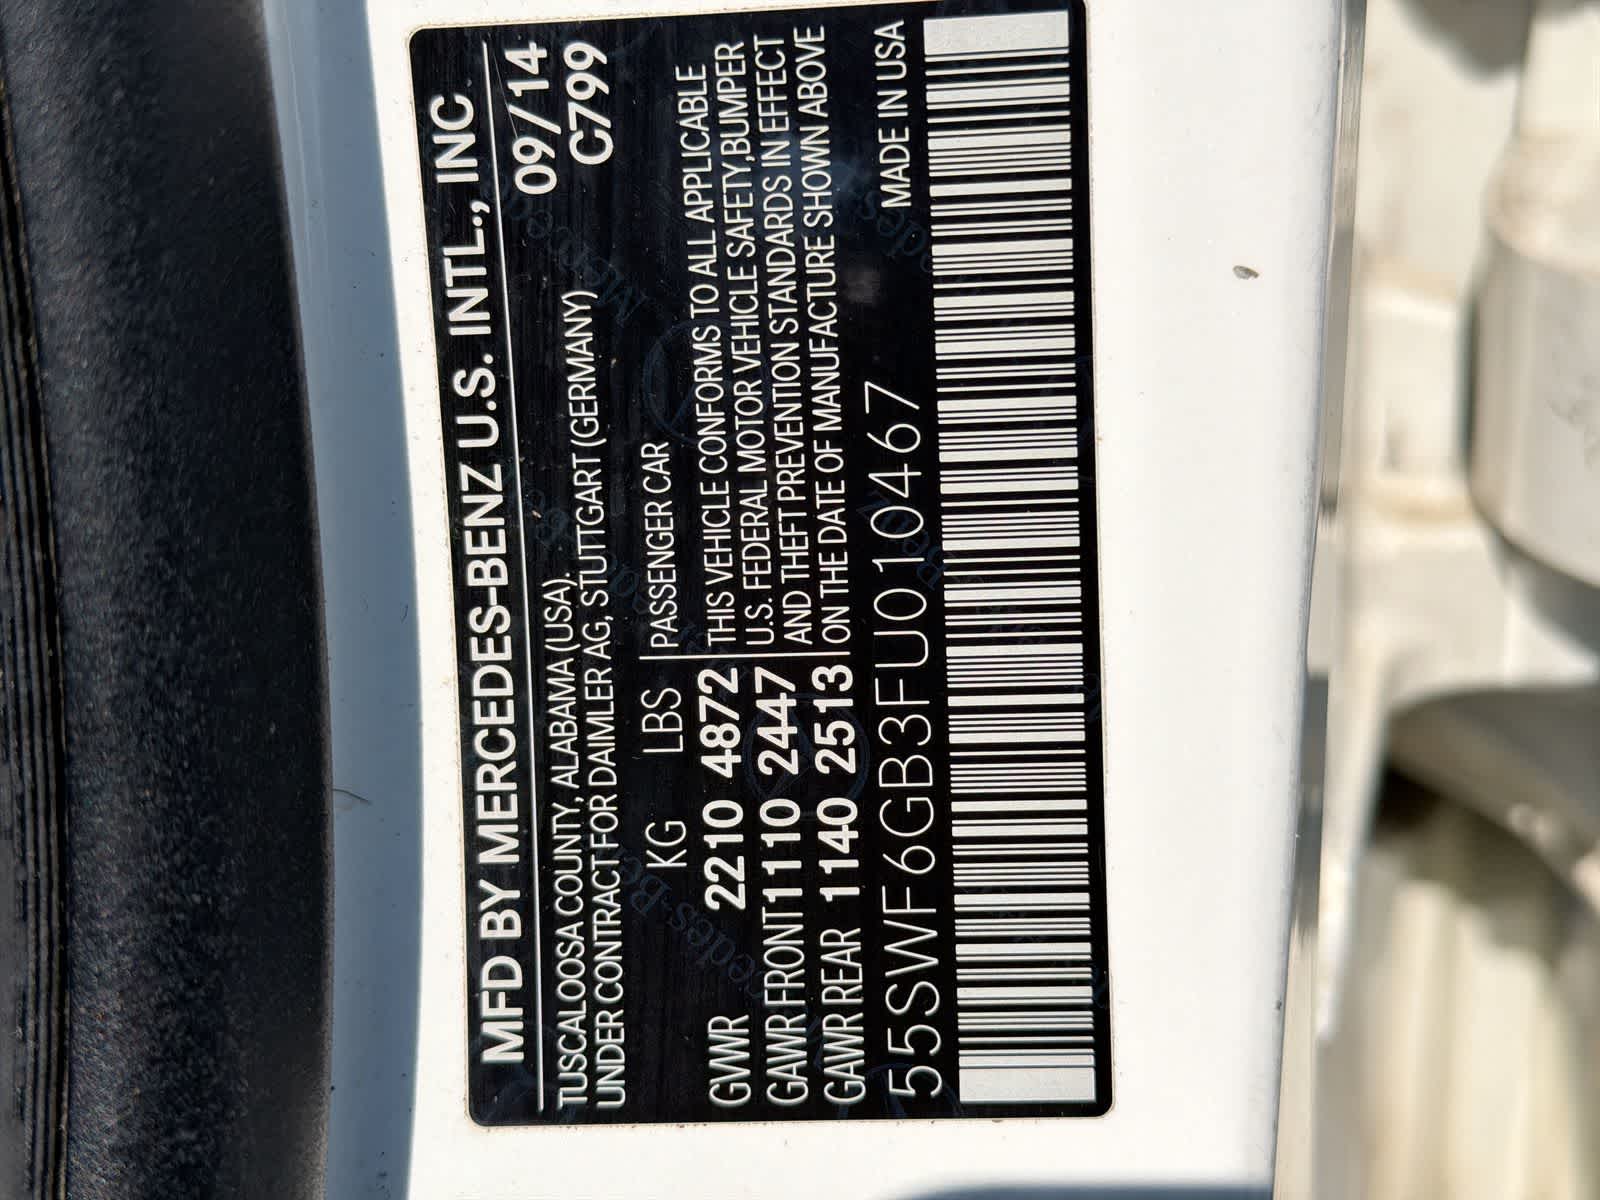 MFD BY MERCEDES-BENZ U.S. INTL., INC
TUSCALOOSA COUNTY, ALABAMA (USA). 09/14
UNDER CONTRACT FOR DAIMLER AG, STUTTGART (GERMANY) C799
KG LBS PASSENGER CAR
GVWR 2210 4872 THIS VEHICLE CONFORMS TO ALL APPLICABLE
GAWR FRONT 1110 2447 U.S. FEDERAL MOTOR VEHICLE SAFETY, BUMPER
AND THEFT PREVENTION STANDARDS IN EFFECT
GAWR REAR 1140 2513 ON THE DATE OF MANUFACTURE SHOWN ABOVE
55SWF6GB3FU010467 MADE IN USA